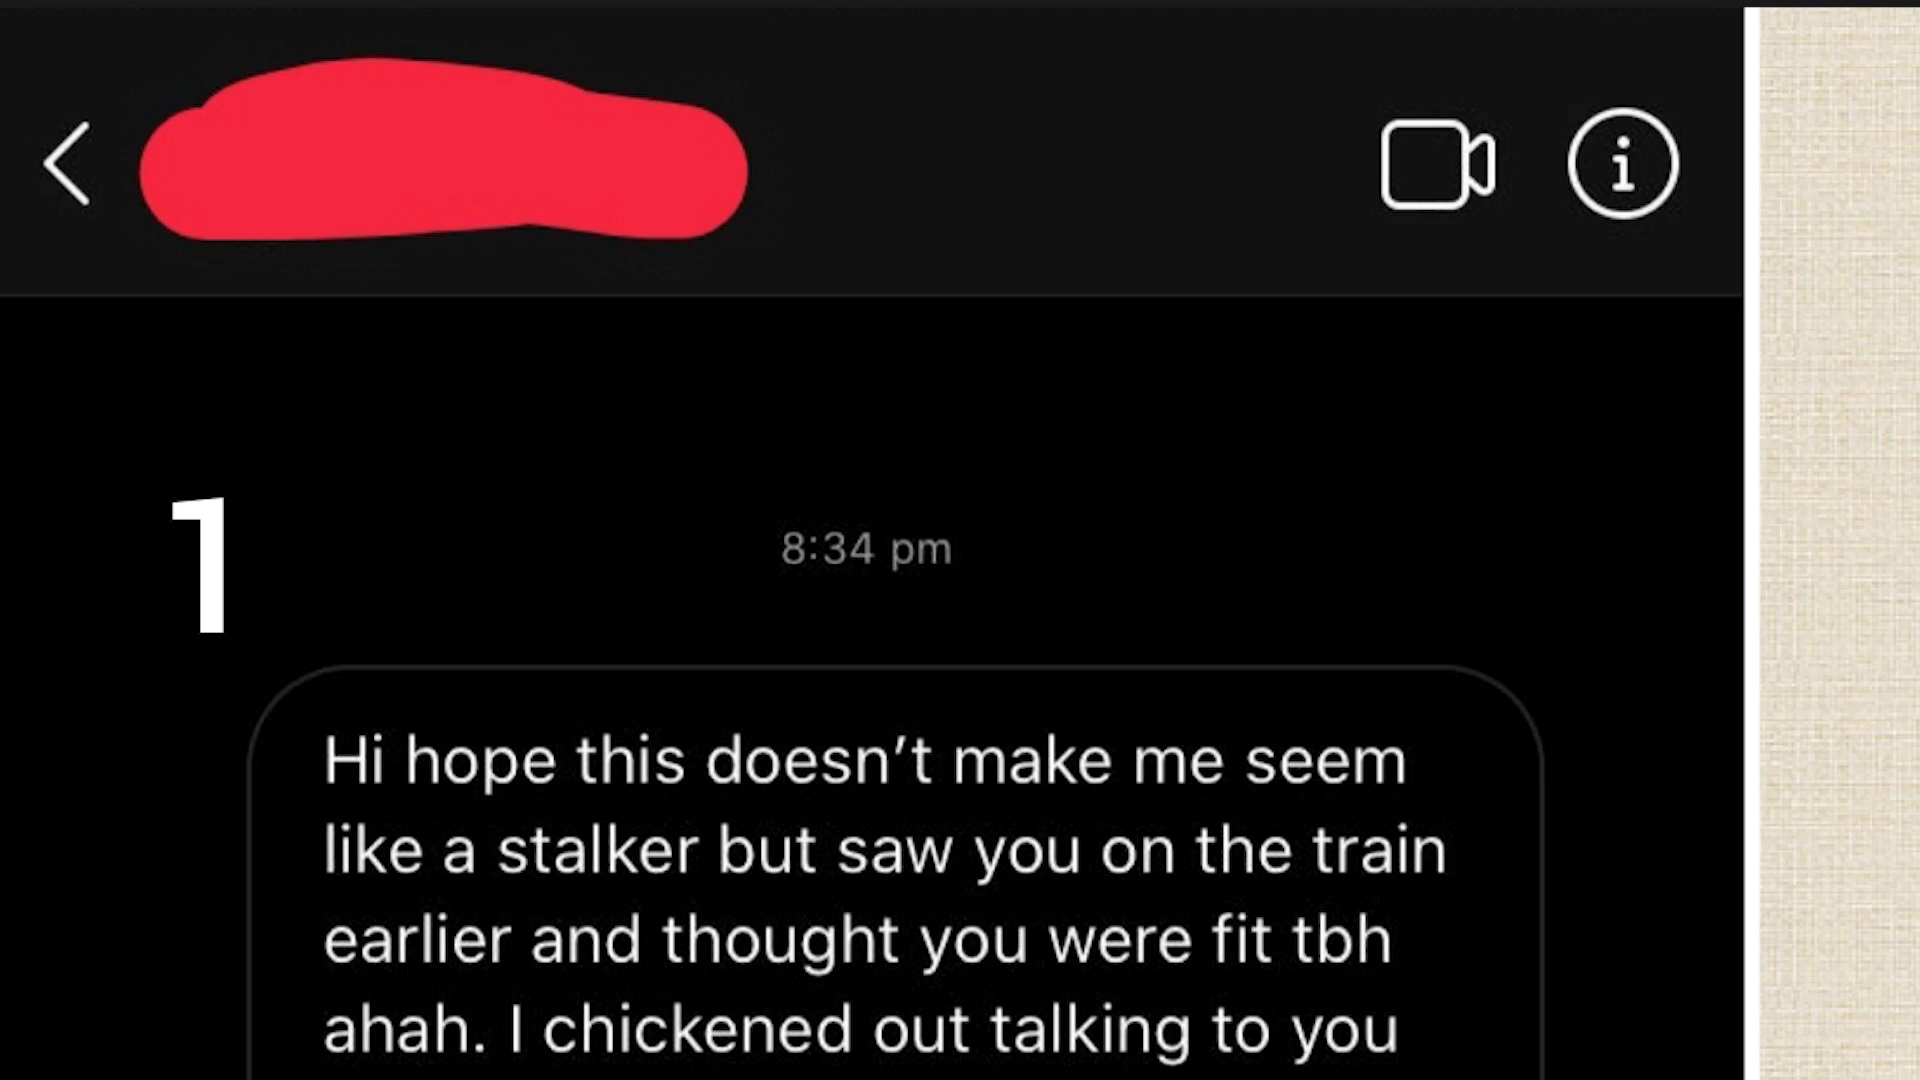 1
8:34 pm
Hi hope this doesn’t make me seem
like a stalker but saw you on the train
earlier and thought you were fit tbh
ahah. I chickened out talking to you